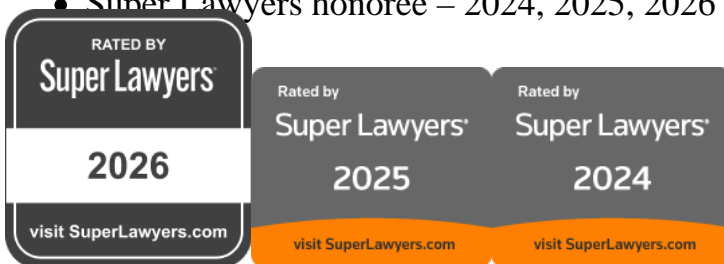 • Super Lawyers honoree – 2024, 2025, 2026
RATED BY
Super Lawyers
2026
visit SuperLawyers.com
Rated by
Super Lawyers®
2025
visit SuperLawyers.com
Rated by
Super Lawyers®
2024
visit SuperLawyers.com